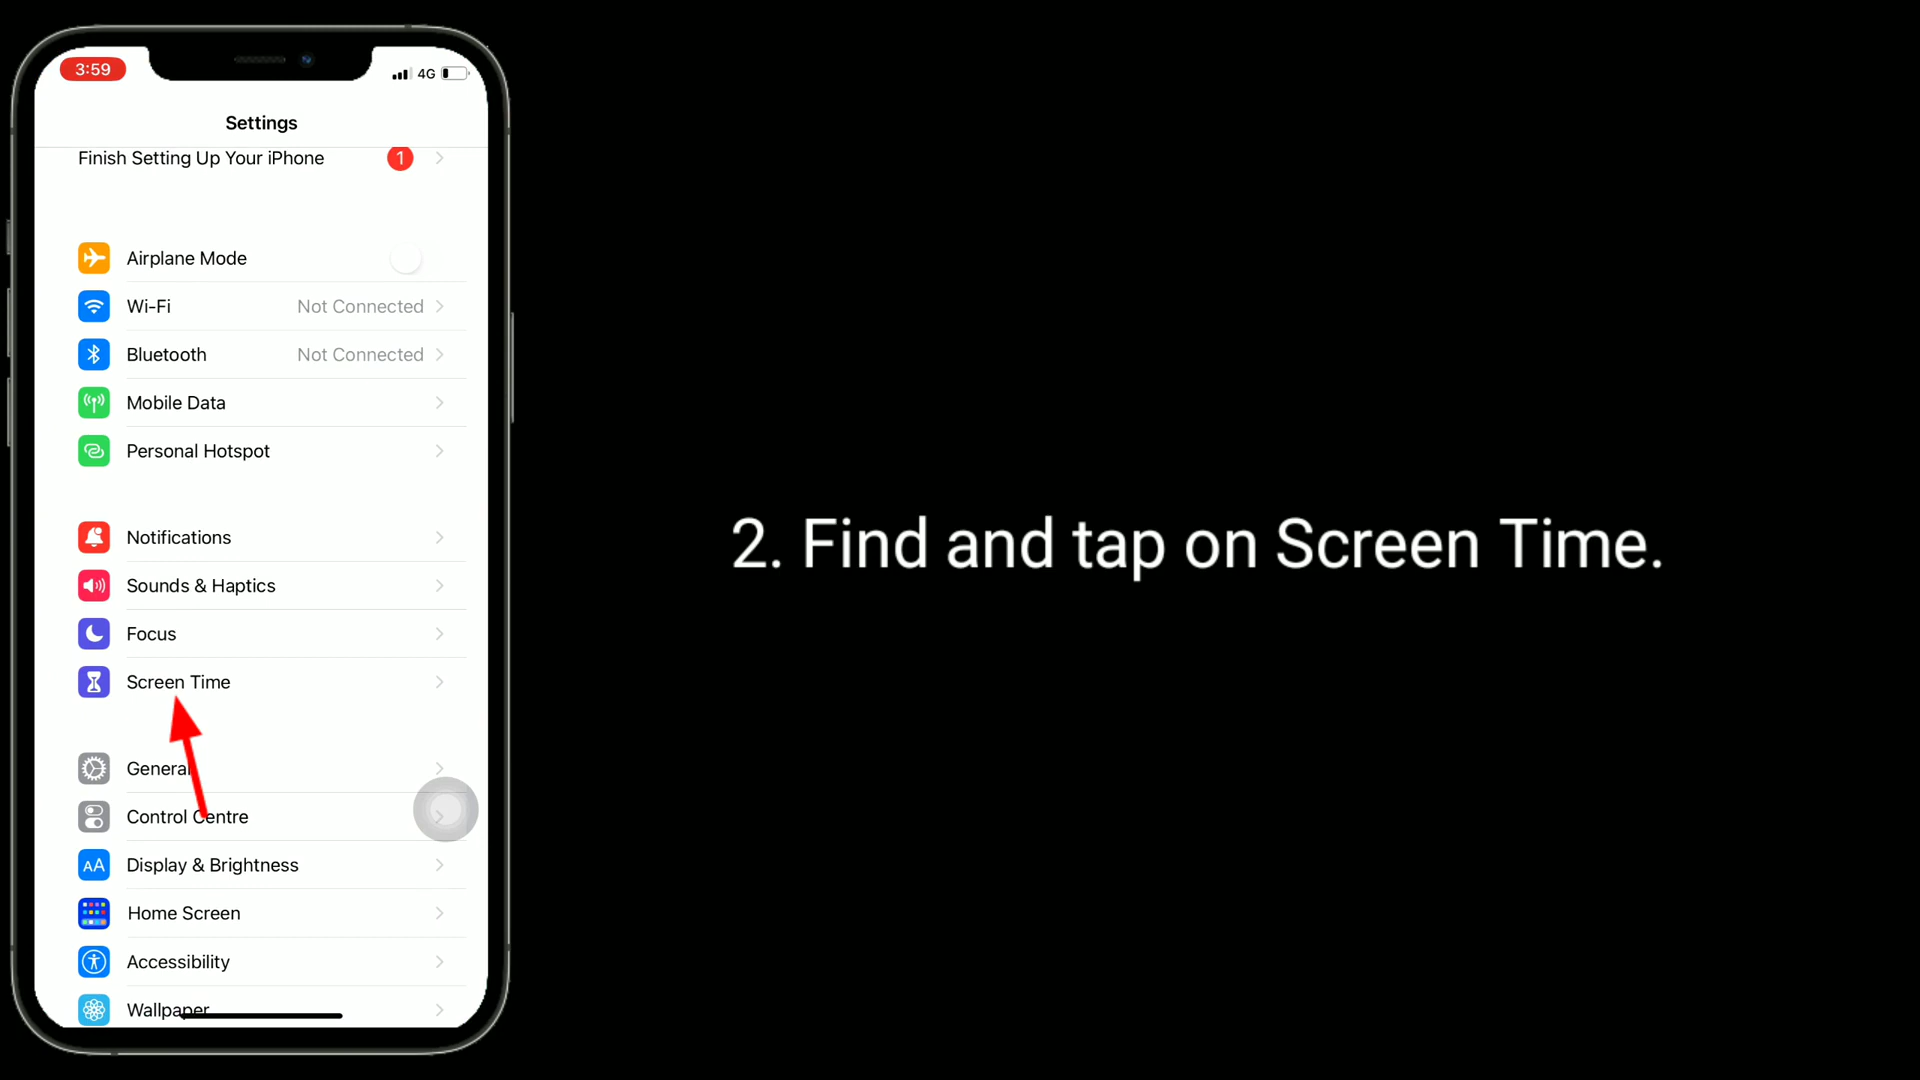 3:59
4G
Settings
Finish Setting Up Your iPhone 1
Airplane Mode
Wi-Fi Not Connected
Bluetooth Not Connected
Mobile Data
Personal Hotspot
Notifications
Sounds & Haptics
Focus
Screen Time
General
Control Centre
AA Display & Brightness
Home Screen
Accessibility
Wallpaper
2. Find and tap on Screen Time.